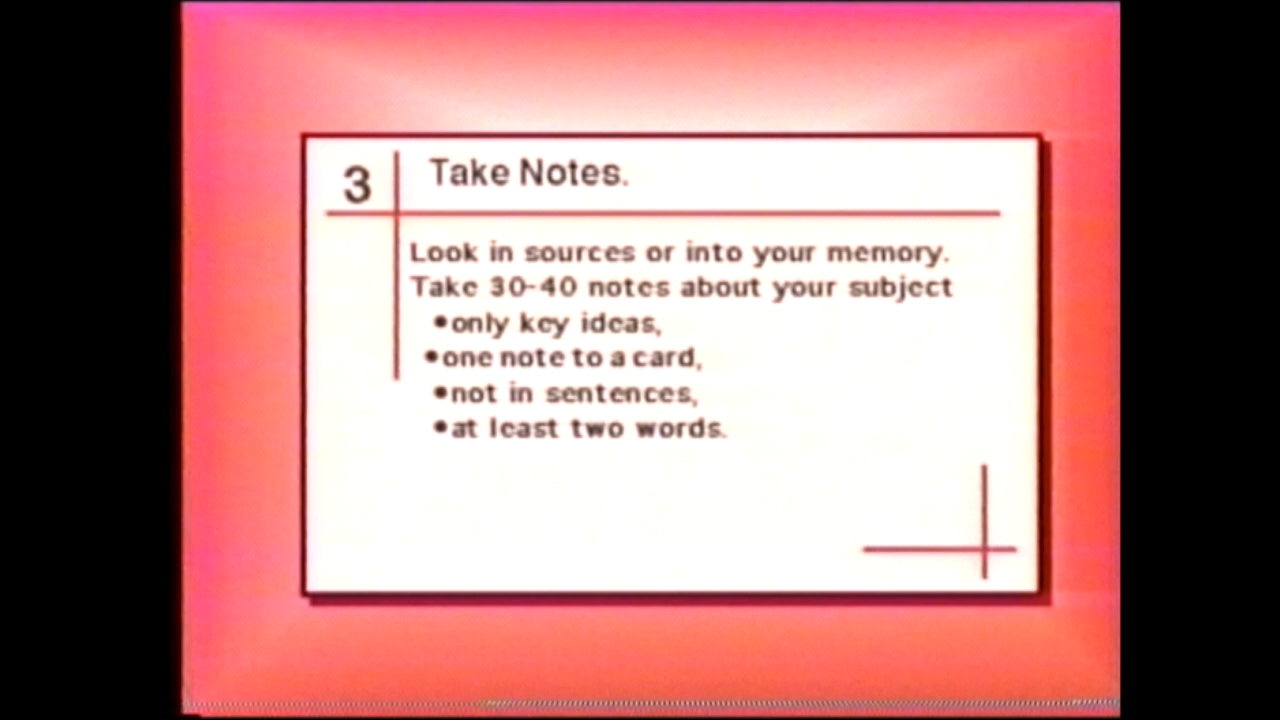 3
Take Notes.
Look in sources or into your memory.
Take 30-40 notes about your subject
•only key ideas,
•one note to a card,
•not in sentences,
•at least two words.